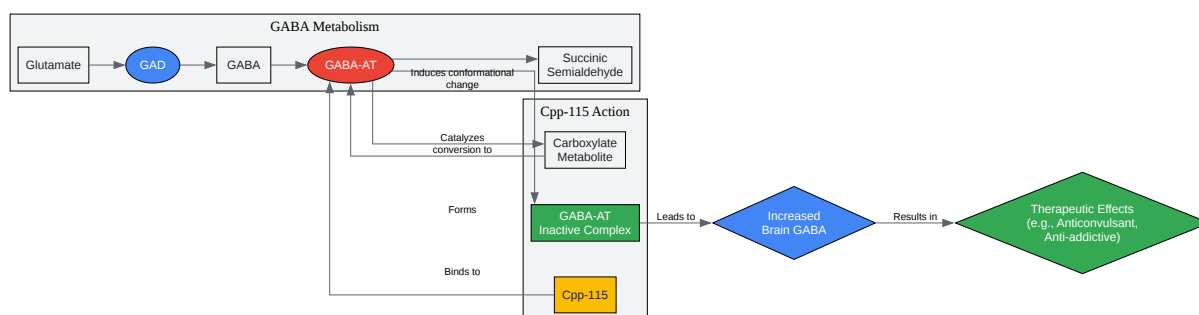 GABA Metabolism
Glutamate
GAD
GABA
GABA-AT
Succinic
Semialdehyde
Induces conformational
change
Cpp-115 Action
Catalyzes
conversion to
Carboxylate
Metabolite
Forms
GABA-AT
Inactive Complex
Leads to
Increased
Brain GABA
Results in
Therapeutic Effects
(e.g., Anticonvulsant,
Anti-addictive)
Binds to
Cpp-115